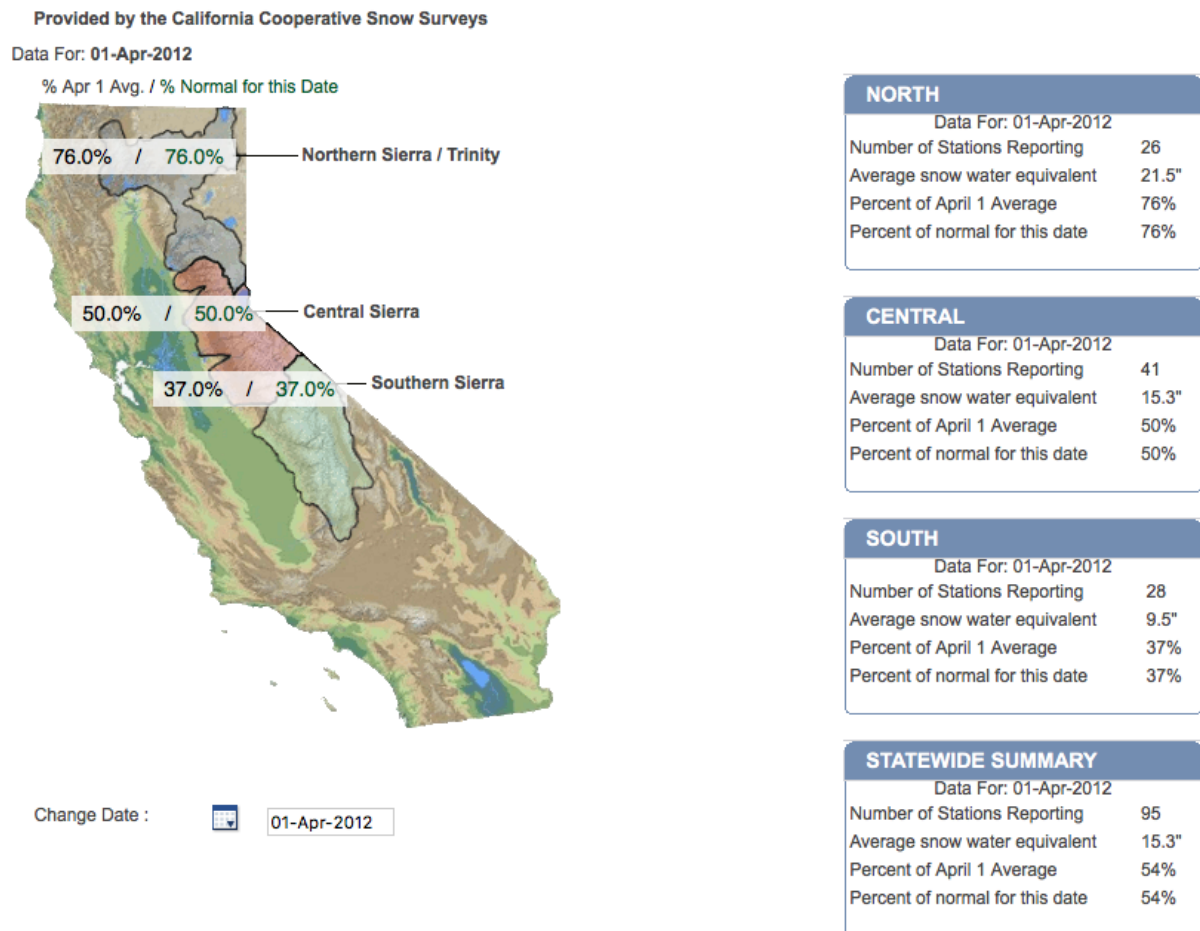 Provided by the California Cooperative Snow Surveys
Data For: 01-Apr-2012
% Apr 1 Avg. / % Normal for this Date
76.0% / 76.0%
Northern Sierra / Trinity
50.0% / 50.0%
Central Sierra
37.0% / 37.0%
Southern Sierra
Change Date :
01-Apr-2012
NORTH
Data For: 01-Apr-2012
Number of Stations Reporting 26
Average snow water equivalent 21.5"
Percent of April 1 Average 76%
Percent of normal for this date 76%
CENTRAL
Data For: 01-Apr-2012
Number of Stations Reporting 41
Average snow water equivalent 15.3"
Percent of April 1 Average 50%
Percent of normal for this date 50%
SOUTH
Data For: 01-Apr-2012
Number of Stations Reporting 28
Average snow water equivalent 9.5"
Percent of April 1 Average 37%
Percent of normal for this date 37%
STATEWIDE SUMMARY
Data For: 01-Apr-2012
Number of Stations Reporting 95
Average snow water equivalent 15.3"
Percent of April 1 Average 54%
Percent of normal for this date 54%